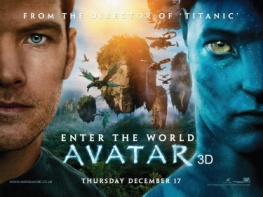 FROM THE DIRECTOR OF 'TITANIC'
ENTER THE WORLD
AVATAR 3D
THURSDAY DECEMBER 17